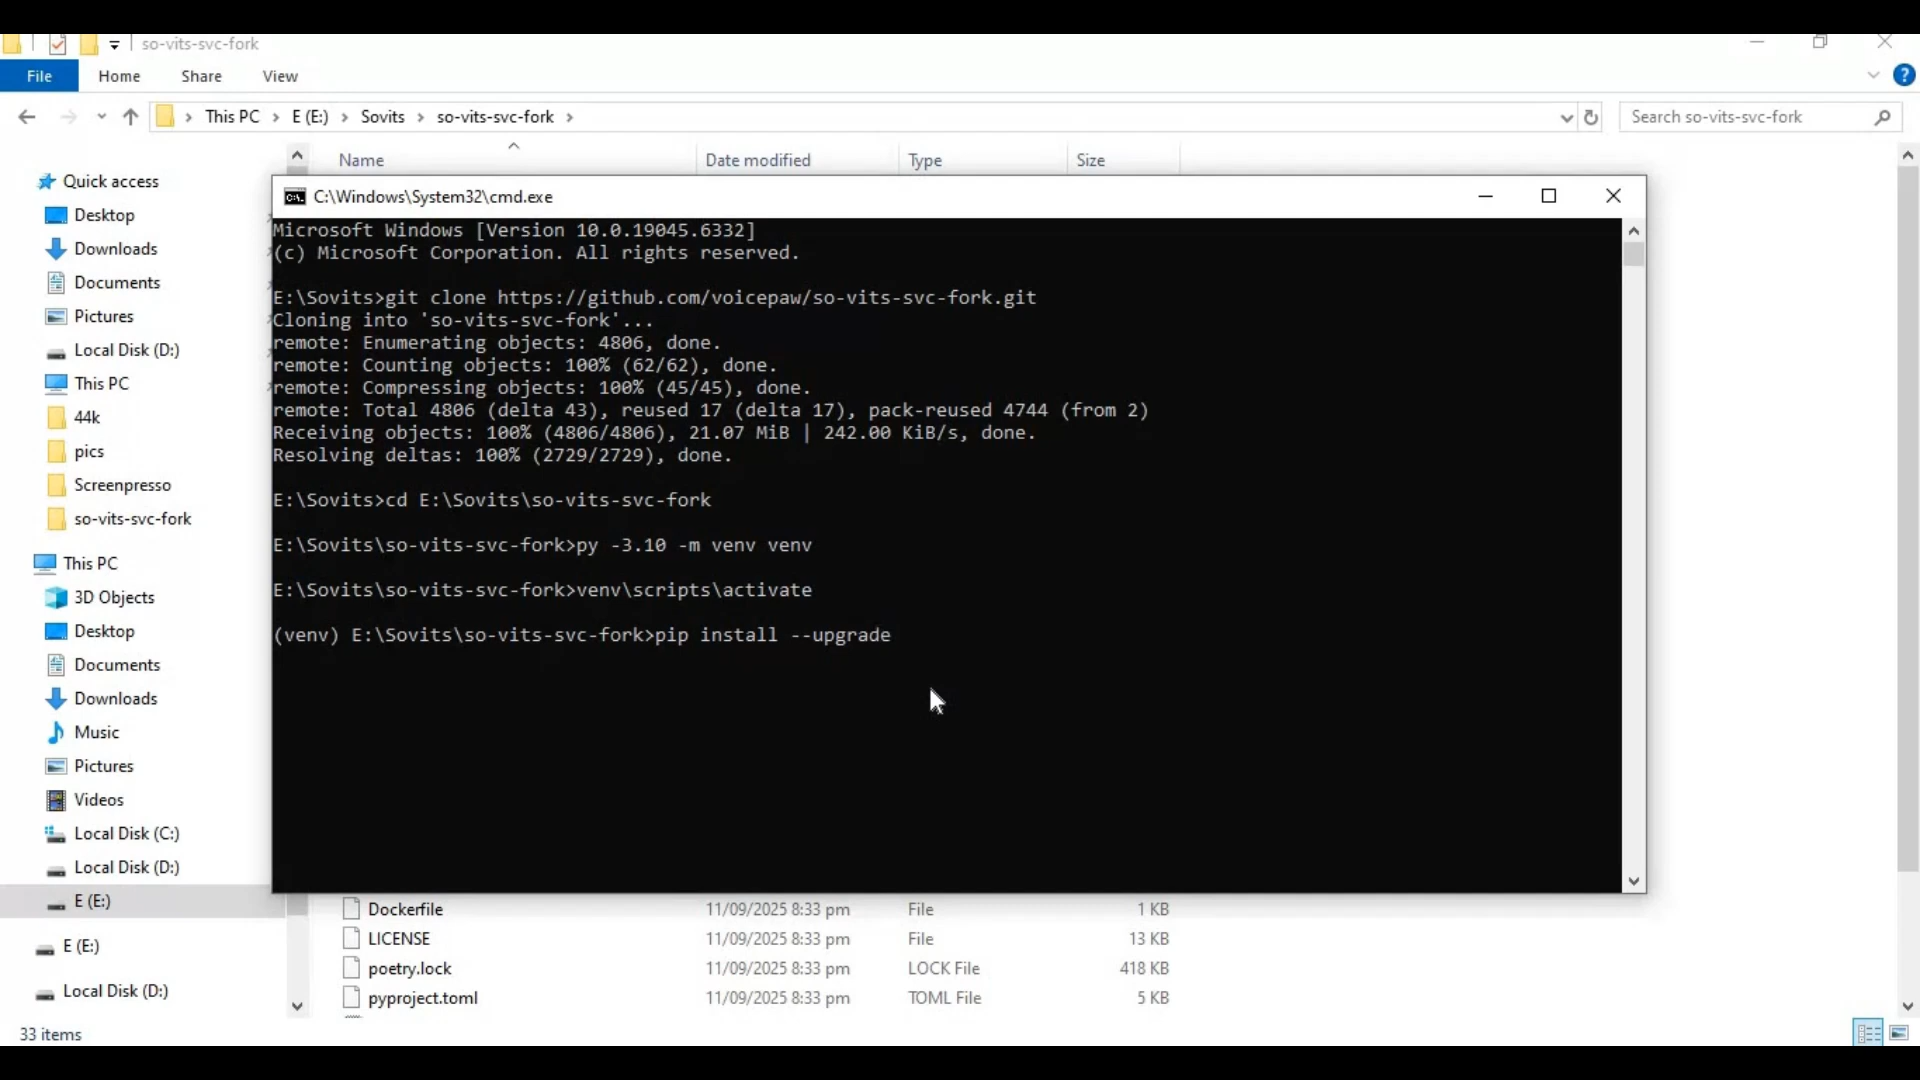 so-vits-svc-fork
File Home Share View
This PC > E (E:) > Sovits > so-vits-svc-fork >
Search so-vits-svc-fork
Name Date modified Type Size
Quick access
Desktop
Downloads
Documents
Pictures
Local Disk (D:)
This PC
44k
pics
Screenpresso
so-vits-svc-fork
This PC
3D Objects
Desktop
Documents
Downloads
Music
Pictures
Videos
Local Disk (C:)
Local Disk (D:)
E (E:)
E (E:)
Local Disk (D:)
C:\Windows\System32\cmd.exe
Microsoft Windows [Version 10.0.19045.6332]
(c) Microsoft Corporation. All rights reserved.
E:\Sovits>git clone https://github.com/voicepaw/so-vits-svc-fork.git
Cloning into 'so-vits-svc-fork'...
remote: Enumerating objects: 4806, done.
remote: Counting objects: 100% (62/62), done.
remote: Compressing objects: 100% (45/45), done.
remote: Total 4806 (delta 43), reused 17 (delta 17), pack-reused 4744 (from 2)
Receiving objects: 100% (4806/4806), 21.07 MiB | 242.00 KiB/s, done.
Resolving deltas: 100% (2729/2729), done.
E:\Sovits>cd E:\Sovits\so-vits-svc-fork
E:\Sovits\so-vits-svc-fork>py -3.10 -m venv venv
E:\Sovits\so-vits-svc-fork>venv\scripts\activate
(venv) E:\Sovits\so-vits-svc-fork>pip install --upgrade
Dockerfile 11/09/2025 8:33 pm File 1 KB
LICENSE 11/09/2025 8:33 pm File 13 KB
poetry.lock 11/09/2025 8:33 pm LOCK File 418 KB
pyproject.toml 11/09/2025 8:33 pm TOML File 5 KB
33 items